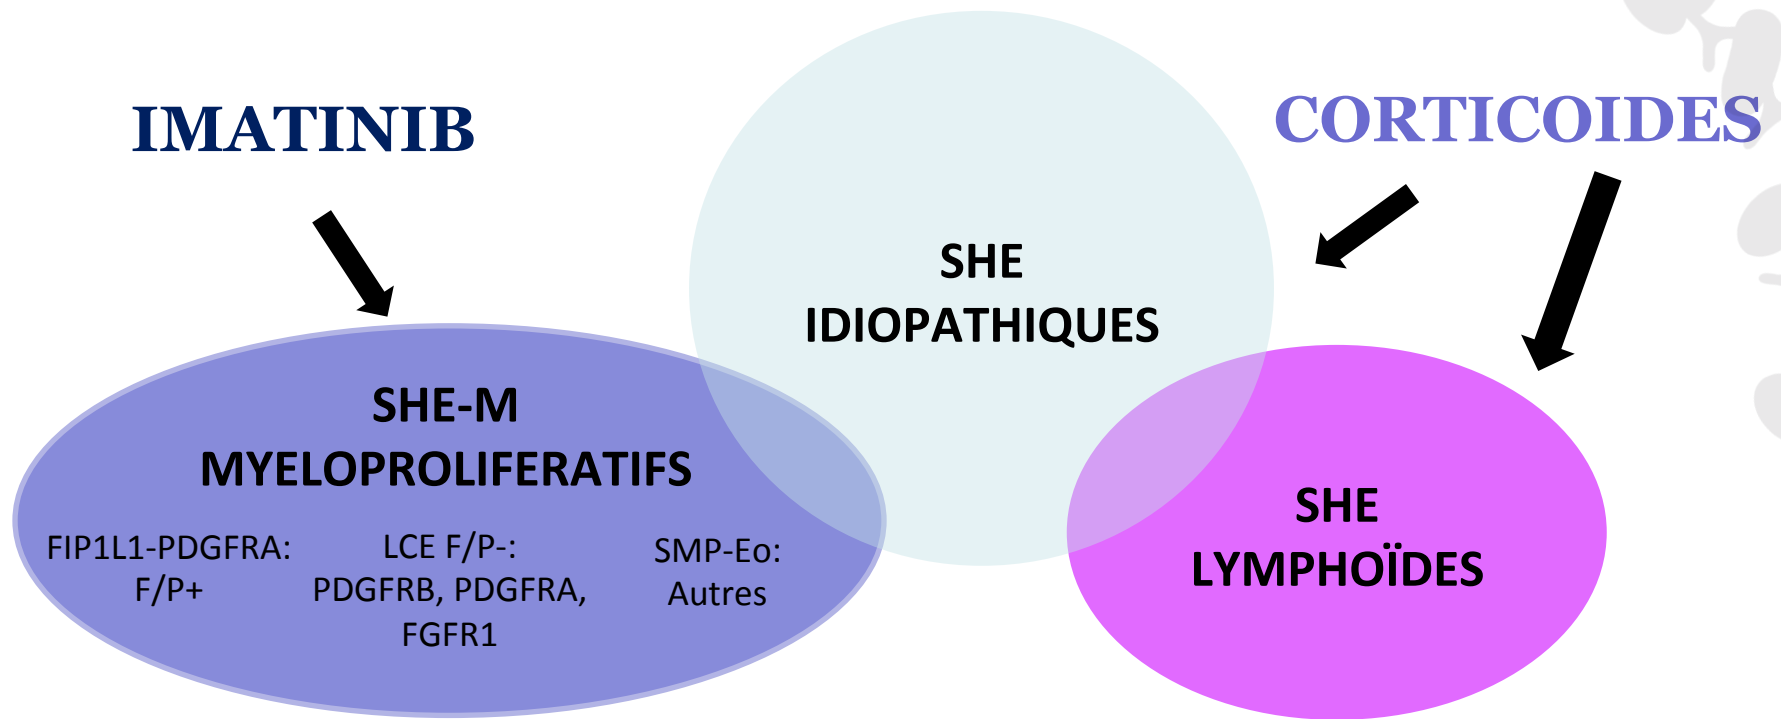 IMATINIB
CORTICOIDES
SHE
IDIOPATHIQUES
SHE-M
MYELOPROLIFERATIFS
FIP1L1-PDGFRA:
F/P+
LCE F/P-:
PDGFRB, PDGFRA,
FGFR1
SMP-Eo:
Autres
SHE
LYMPHOÏDES